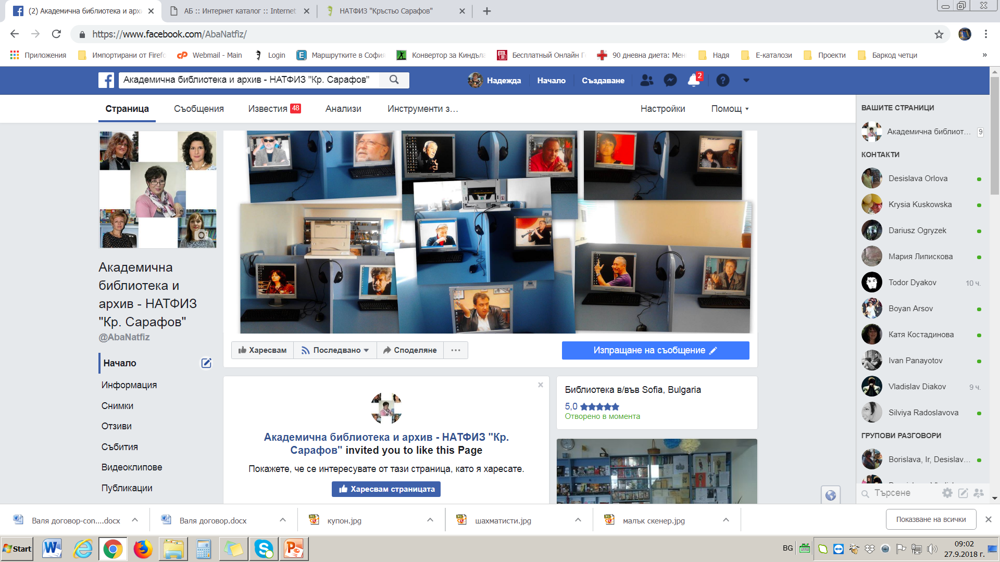 (2) Академична библиотека и архи
АБ :: Интернет каталог :: Internet
НАТФИЗ "Кръстьо Сарафов"
https://www.facebook.com/AbaNatfiz/
Приложения
Импортирани от Firefo
Webmail - Main
Login
Маршрутките в София
Конвертор за Киндъла
Бесплатный Онлайн Г
90 дневна диета: Мен
Надя
Е-каталози
Проекти
Баркод четци
»
Академична библиотека и архив - НАТФИЗ "Кр. Сарафов"
Надежда
Начало
Създаване
2
Страница
Съобщения
Известия 48
Анализи
Инструменти з...
Настройки
Помощ
Академична
библиотека и
архив - НАТФИЗ
"Кр. Сарафов"
@AbaNatfiz
Начало
Информация
Снимки
Отзиви
Събития
Видеоклипове
Публикации
Харесвам
Последвано
Споделяне
...
Изпращане на съобщение
Академична библиотека и архив - НАТФИЗ "Кр.
Сарафов" invited you to like this Page
Покажете, че се интересувате от тази страница, като я харесате.
Харесвам страницата
Библиотека в/във Sofia, Bulgaria
5,0
Отворено в момента
ВАШИТЕ СТРАНИЦИ
Академична библиот... 9
КОНТАКТИ
Desislava Orlova
Krysia Kuskowska
Dariusz Ogryzek
Мария Липискова
Todor Dyakov 10 ч.
Boyan Arsov
Катя Костадинова
Ivan Panayotov
Vladislav Diakov 9 ч.
Silviya Radoslavova
ГРУПОВИ РАЗГОВОРИ
Borislava, Ir, Desislav...
Търсене
Валя договор-con....docx
Валя договор.docx
купон.jpg
шахматисти.jpg
малък скенер.jpg
Показване на всички
Start
BG
09:02
27.9.2018 г.